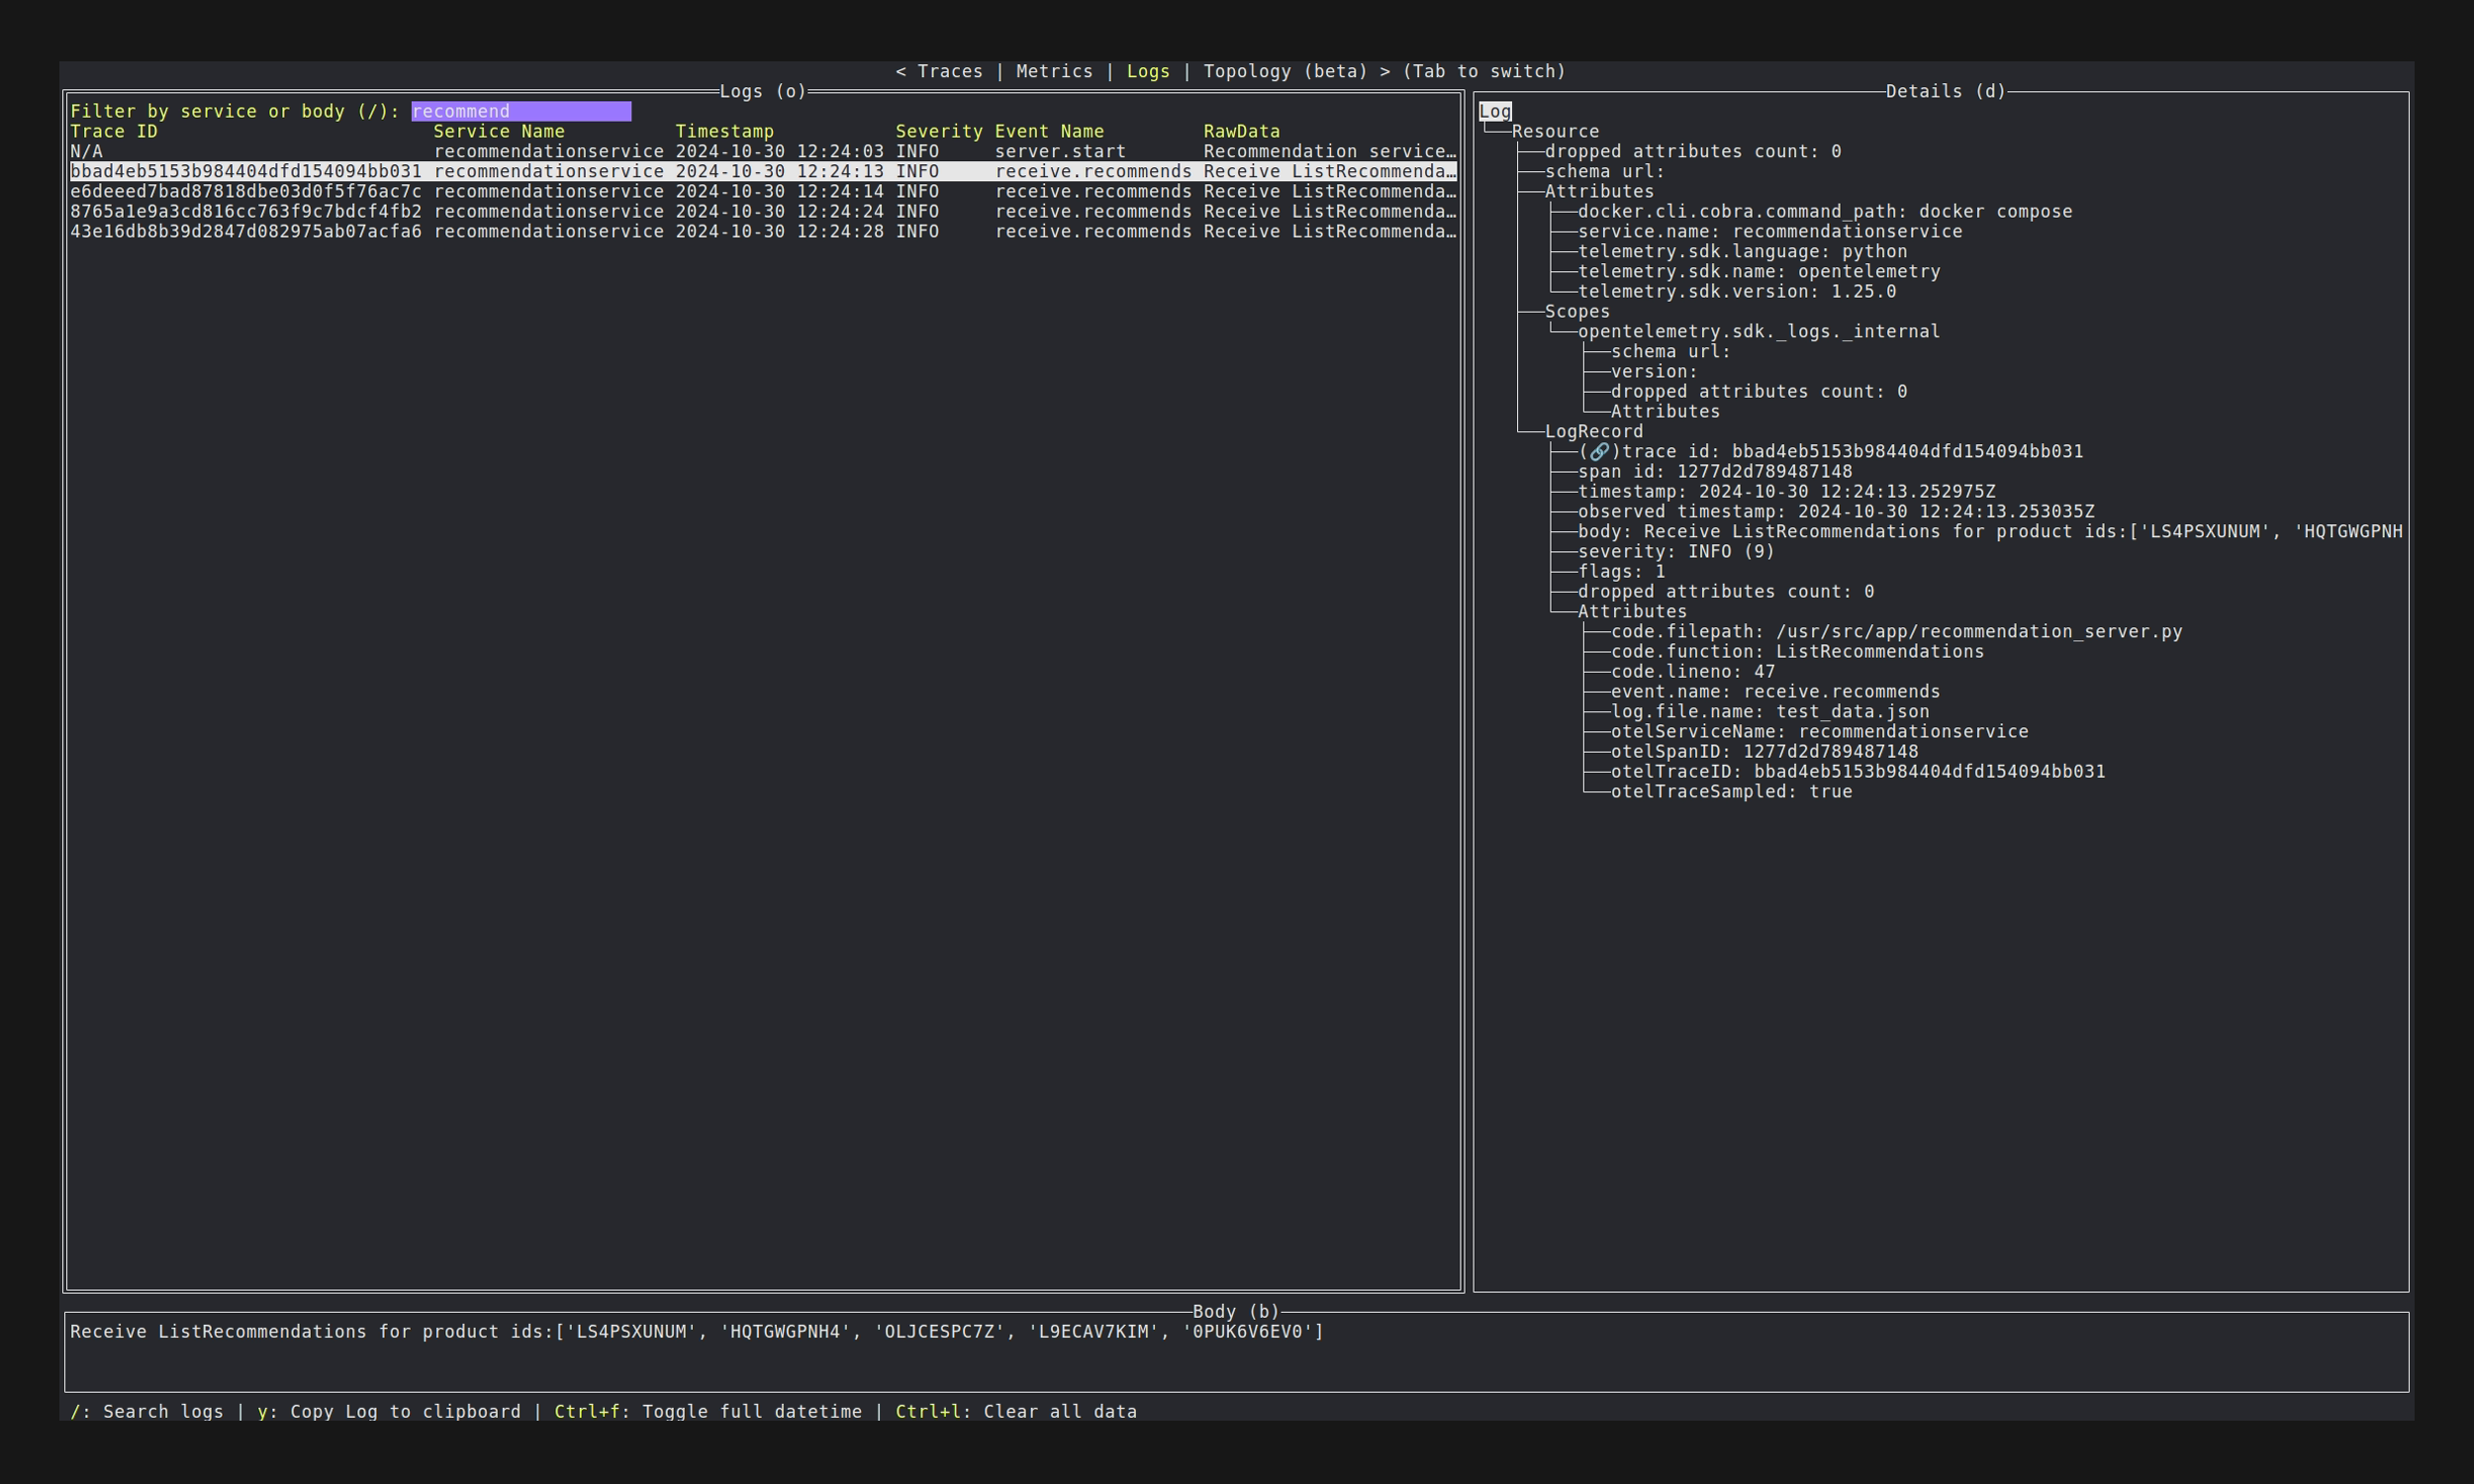 < Traces | Metrics | Logs | Topology (beta) > (Tab to switch)
Logs (o)
Filter by service or body (/): recommend
Trace ID Service Name Timestamp Severity Event Name RawData
N/A recommendationservice 2024-10-30 12:24:03 INFO server.start Recommendation service…
bbad4eb5153b984404dfd154094bb031 recommendationservice 2024-10-30 12:24:13 INFO receive.recommends Receive ListRecommenda…
e6deeed7bad87818dbe03d0f5f76ac7c recommendationservice 2024-10-30 12:24:14 INFO receive.recommends Receive ListRecommenda…
8765a1e9a3cd816cc763f9c7bdcf4fb2 recommendationservice 2024-10-30 12:24:24 INFO receive.recommends Receive ListRecommenda…
43e16db8b39d2847d082975ab07acfa6 recommendationservice 2024-10-30 12:24:28 INFO receive.recommends Receive ListRecommenda…
Details (d)
Log
Resource
dropped attributes count: 0
schema url:
Attributes
docker.cli.cobra.command_path: docker compose
service.name: recommendationservice
telemetry.sdk.language: python
telemetry.sdk.name: opentelemetry
telemetry.sdk.version: 1.25.0
Scopes
opentelemetry.sdk._logs._internal
schema url:
version:
dropped attributes count: 0
Attributes
LogRecord
(🔗)trace id: bbad4eb5153b984404dfd154094bb031
span id: 1277d2d789487148
timestamp: 2024-10-30 12:24:13.252975Z
observed timestamp: 2024-10-30 12:24:13.253035Z
body: Receive ListRecommendations for product ids:['LS4PSXUNUM', 'HQTGWGPNH
severity: INFO (9)
flags: 1
dropped attributes count: 0
Attributes
code.filepath: /usr/src/app/recommendation_server.py
code.function: ListRecommendations
code.lineno: 47
event.name: receive.recommends
log.file.name: test_data.json
otelServiceName: recommendationservice
otelSpanID: 1277d2d789487148
otelTraceID: bbad4eb5153b984404dfd154094bb031
otelTraceSampled: true
Body (b)
Receive ListRecommendations for product ids:['LS4PSXUNUM', 'HQTGWGPNH4', 'OLJCESPC7Z', 'L9ECAV7KIM', '0PUK6V6EV0']
/: Search logs | y: Copy Log to clipboard | Ctrl+f: Toggle full datetime | Ctrl+l: Clear all data